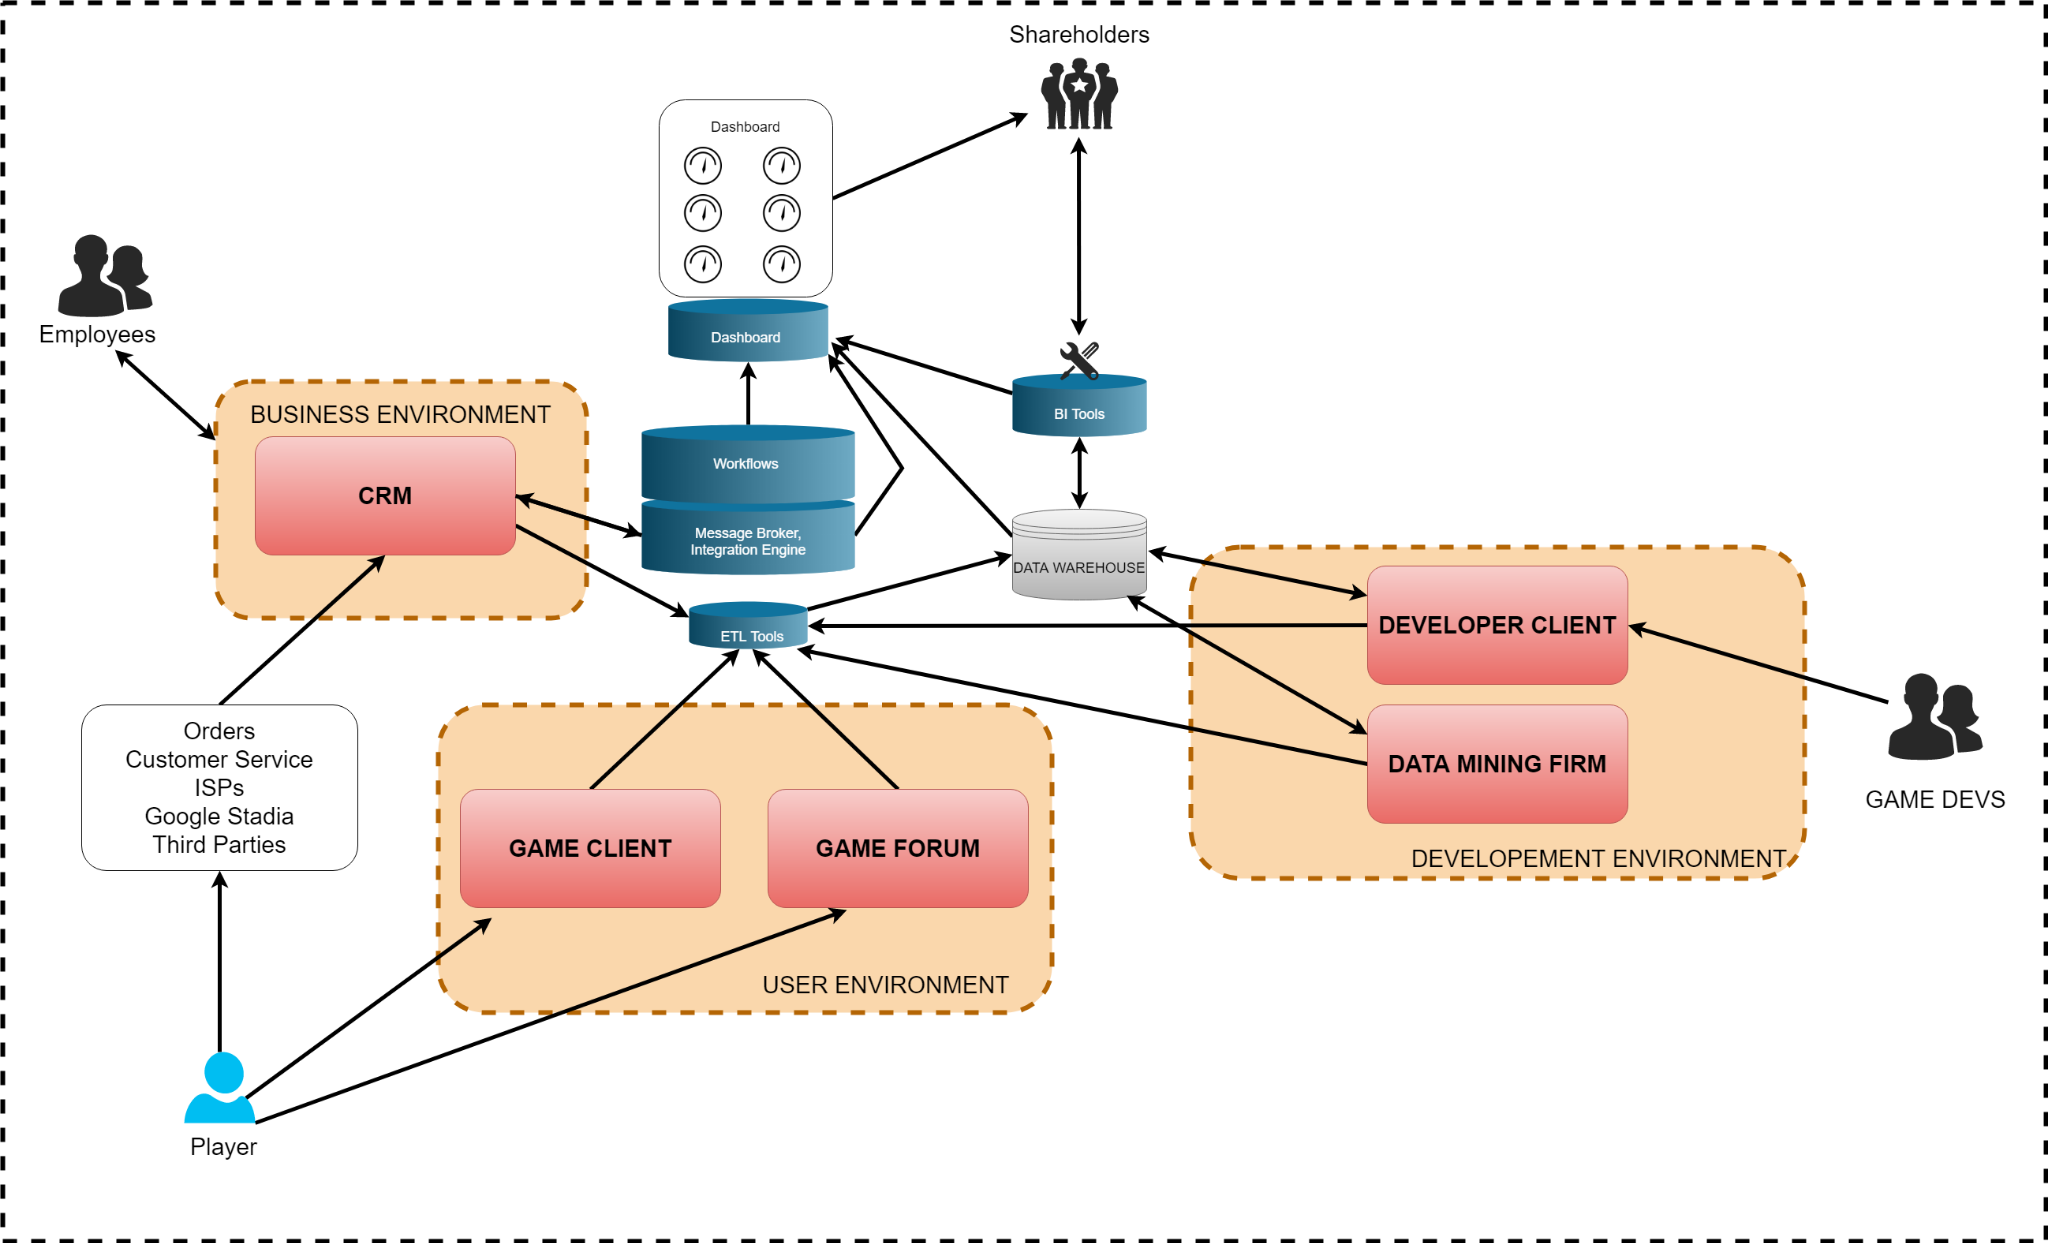 Shareholders
Dashboard
Employees
Dashboard
BUSINESS ENVIRONMENT
BI Tools
Workflows
CRM
Message Broker,
Integration Engine
DATA WAREHOUSE
ETL Tools
DEVELOPER CLIENT
Orders
Customer Service
ISPs
Google Stadia
Third Parties
DATA MINING FIRM
GAME DEVS
GAME CLIENT
GAME FORUM
DEVELOPEMENT ENVIRONMENT
USER ENVIRONMENT
Player